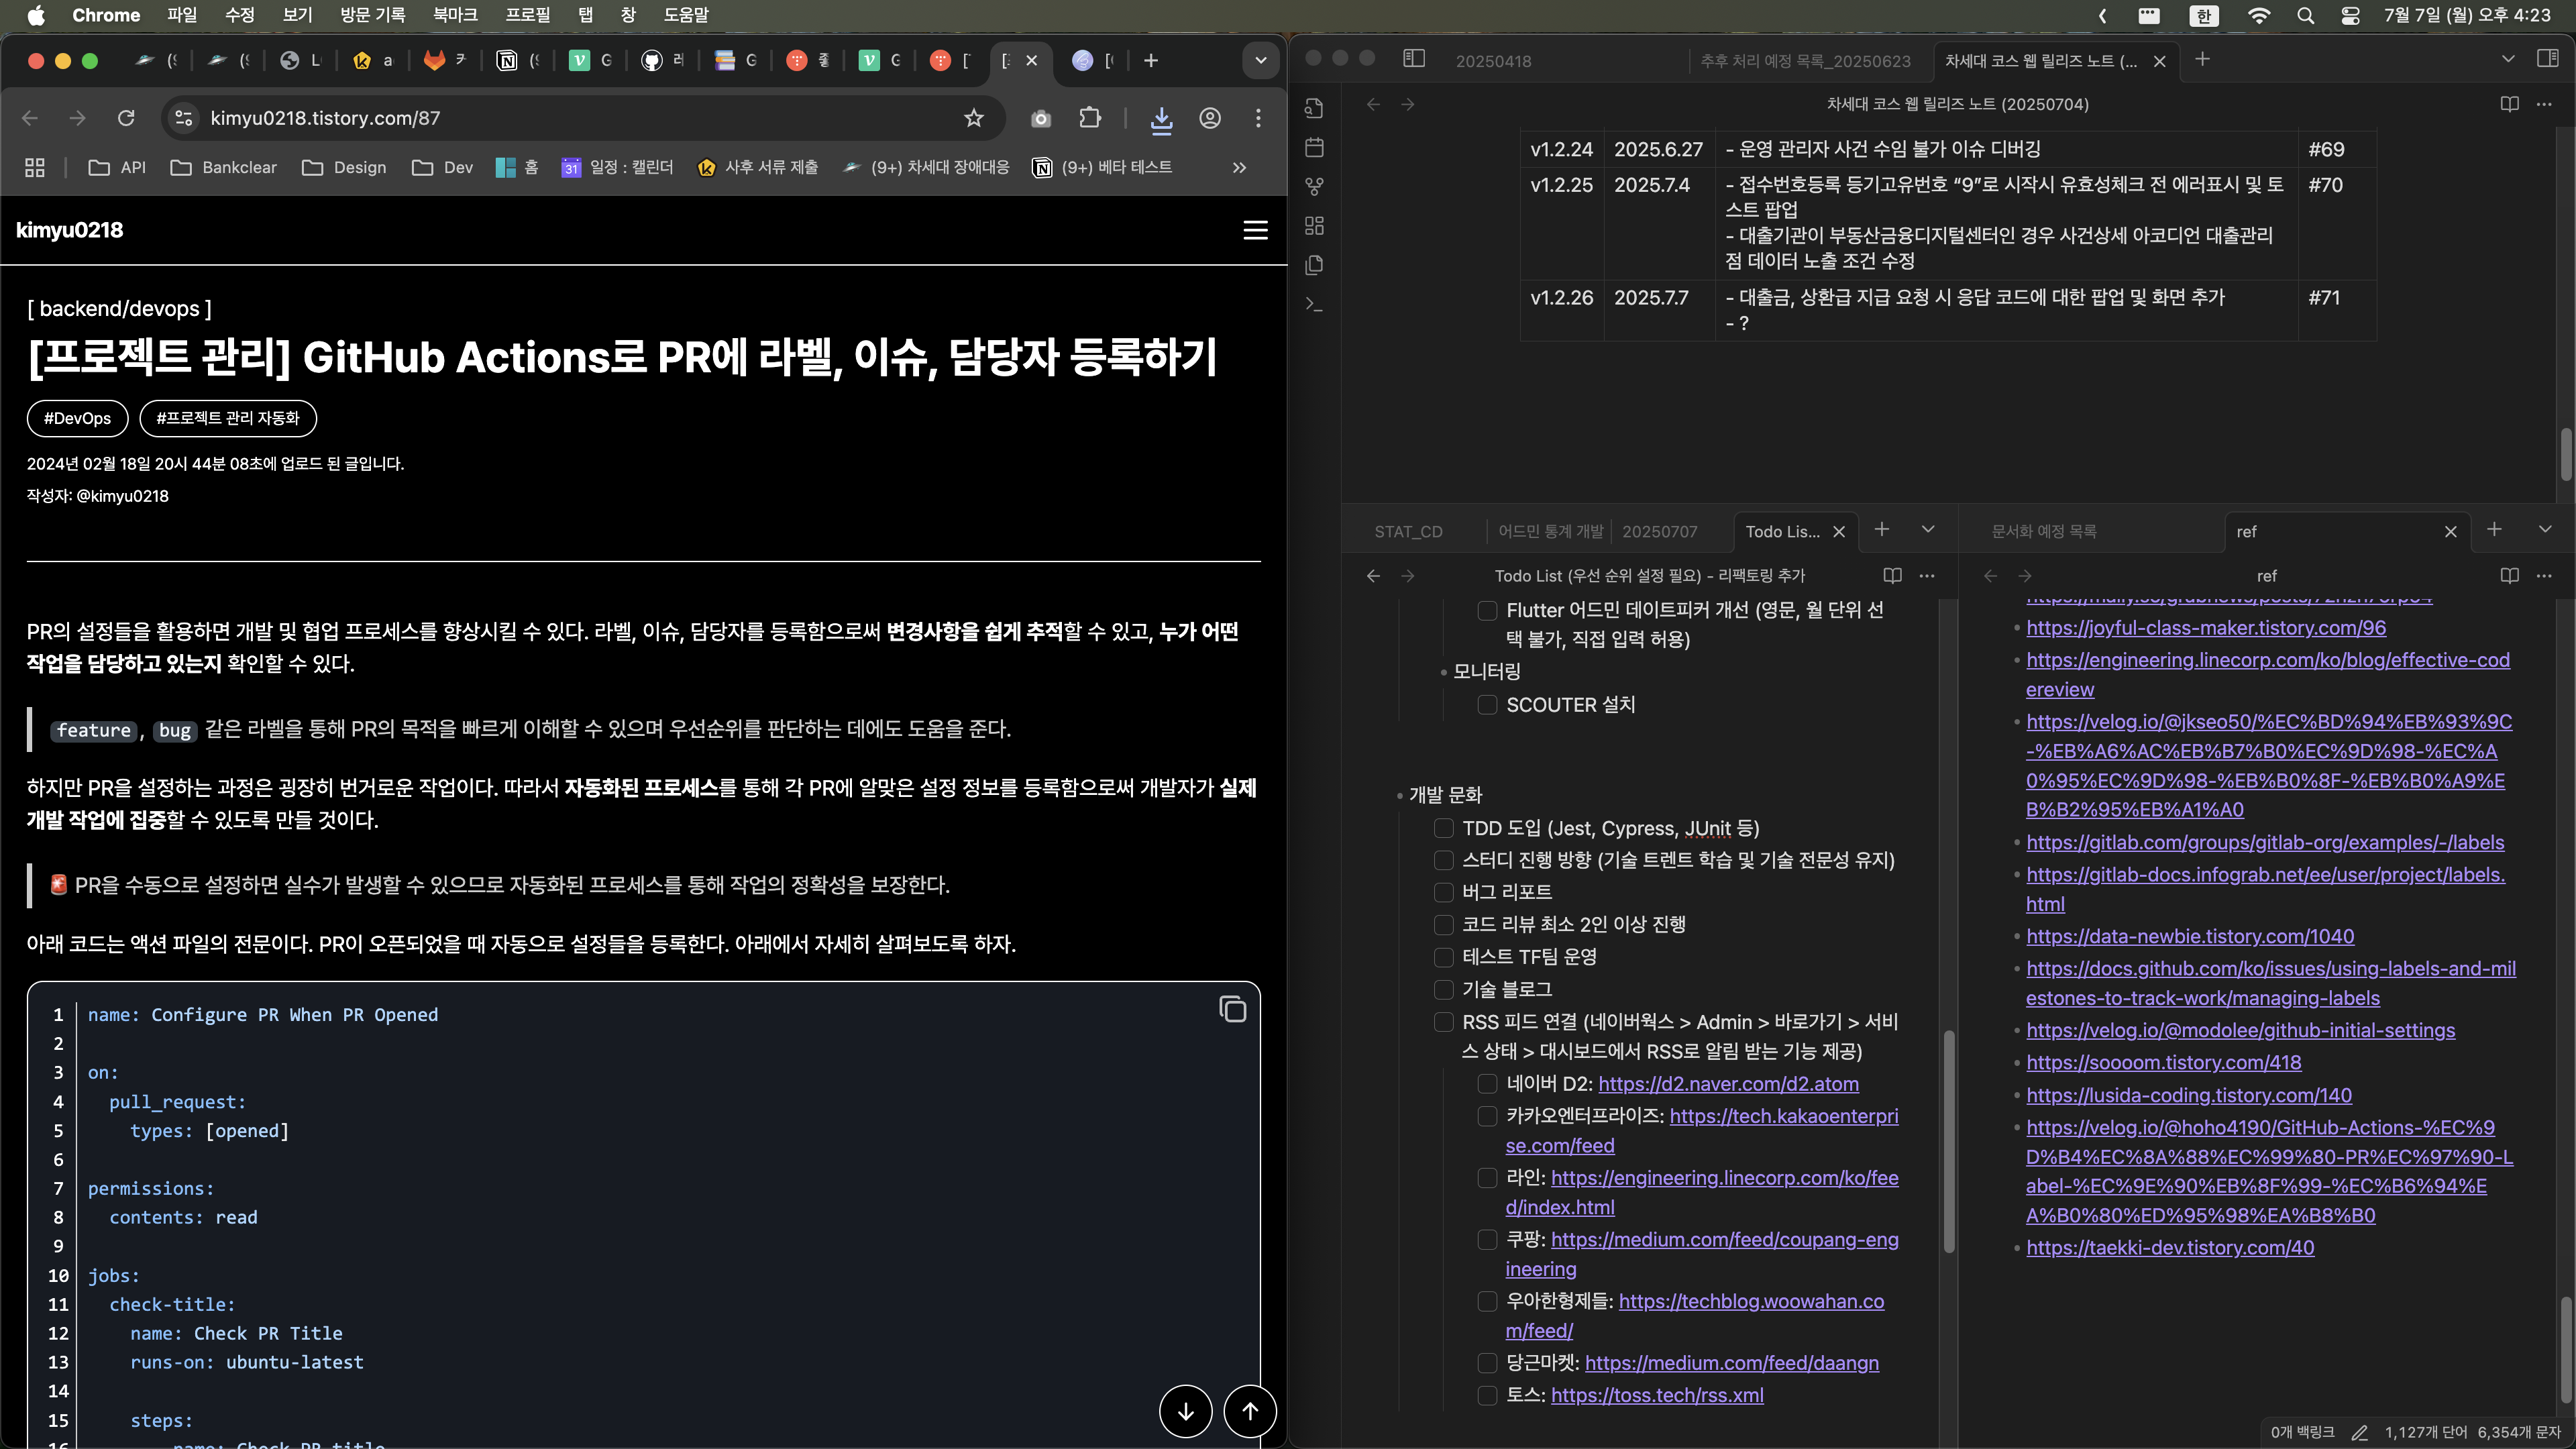 Chrome 파일 수정 보기 방문 기록 북마크 프로필 탭 창 도움말
한 7월 7일 (월) 오후 4:23
kimyu0218.tistory.com/87
API Bankclear Design Dev 홈 일정 : 캘린더 사후 서류 제출 (9+) 차세대 장애대응 (9+) 베타 테스트
kimyu0218
[ backend/devops ]
[프로젝트 관리] GitHub Actions로 PR에 라벨, 이슈, 담당자 등록하기
#DevOps #프로젝트 관리 자동화
2024년 02월 18일 20시 44분 08초에 업로드 된 글입니다.
작성자: @kimyu0218
PR의 설정들을 활용하면 개발 및 협업 프로세스를 향상시킬 수 있다. 라벨, 이슈, 담당자를 등록함으로써 변경사항을 쉽게 추적할 수 있고, 누가 어떤
작업을 담당하고 있는지 확인할 수 있다.
feature, bug 같은 라벨을 통해 PR의 목적을 빠르게 이해할 수 있으며 우선순위를 판단하는 데에도 도움을 준다.
하지만 PR을 설정하는 과정은 굉장히 번거로운 작업이다. 따라서 자동화된 프로세스를 통해 각 PR에 알맞은 설정 정보를 등록함으로써 개발자가 실제
개발 작업에 집중할 수 있도록 만들 것이다.
🚨 PR을 수동으로 설정하면 실수가 발생할 수 있으므로 자동화된 프로세스를 통해 작업의 정확성을 보장한다.
아래 코드는 액션 파일의 전문이다. PR이 오픈되었을 때 자동으로 설정들을 등록한다. 아래에서 자세히 살펴보도록 하자.
1 name: Configure PR When PR Opened
2
3 on:
4 pull_request:
5 types: [opened]
6
7 permissions:
8 contents: read
9
10 jobs:
11 check-title:
12 name: Check PR Title
13 runs-on: ubuntu-latest
14
15 steps:
16 name: Check PR title
20250418 추후 처리 예정 목록_20250623 차세대 코스 웹 릴리즈 노트 (...
차세대 코스 웹 릴리즈 노트 (20250704)
v1.2.24 2025.6.27 - 운영 관리자 사건 수임 불가 이슈 디버깅 #69
v1.2.25 2025.7.4 - 접수번호등록 등기고유번호 “9”로 시작시 유효성체크 전 에러표시 및 토 #70
스트 팝업
- 대출기관이 부동산금융디지털센터인 경우 사건상세 아코디언 대출관리
점 데이터 노출 조건 수정
v1.2.26 2025.7.7 - 대출금, 상환급 지급 요청 시 응답 코드에 대한 팝업 및 화면 추가 #71
- ?
STAT_CD 어드민 통계 개발 20250707 Todo Lis...
Todo List (우선 순위 설정 필요) - 리팩토링 추가
Flutter 어드민 데이트피커 개선 (영문, 월 단위 선
택 불가, 직접 입력 허용)
모니터링
SCOUTER 설치
개발 문화
TDD 도입 (Jest, Cypress, JUnit 등)
스터디 진행 방향 (기술 트렌트 학습 및 기술 전문성 유지)
버그 리포트
코드 리뷰 최소 2인 이상 진행
테스트 TF팀 운영
기술 블로그
RSS 피드 연결 (네이버웍스 > Admin > 바로가기 > 서비
스 상태 > 대시보드에서 RSS로 알림 받는 기능 제공)
네이버 D2: https://d2.naver.com/d2.atom
카카오엔터프라이즈: https://tech.kakaoenterpri
se.com/feed
라인: https://engineering.linecorp.com/ko/fee
d/index.html
쿠팡: https://medium.com/feed/coupang-eng
ineering
우아한형제들: https://techblog.woowahan.co
m/feed/
당근마켓: https://medium.com/feed/daangn
토스: https://toss.tech/rss.xml
문서화 예정 목록 ref
ref
https://joyful-class-maker.tistory.com/96
https://engineering.linecorp.com/ko/blog/effective-cod
ereview
https://velog.io/@jkseo50/%EC%BD%94%EB%93%9C
-%EB%A6%AC%EB%B7%B0%EC%9D%98-%EC%A
0%95%EC%9D%98-%EB%B0%8F-%EB%B0%A9%E
B%B2%95%EB%A1%A0
https://gitlab.com/groups/gitlab-org/examples/-/labels
https://gitlab-docs.infograb.net/ee/user/project/labels.
html
https://data-newbie.tistory.com/1040
https://docs.github.com/ko/issues/using-labels-and-mil
estones-to-track-work/managing-labels
https://velog.io/@modolee/github-initial-settings
https://soooom.tistory.com/418
https://lusida-coding.tistory.com/140
https://velog.io/@hoho4190/GitHub-Actions-%EC%9
D%B4%EC%8A%88%EC%99%80-PR%EC%97%90-L
abel-%EC%9E%90%EB%8F%99-%EC%B6%94%E
A%B0%80%ED%95%98%EA%B8%B0
https://taekki-dev.tistory.com/40
0개 백링크 1,127개 단어 6,354개 문자